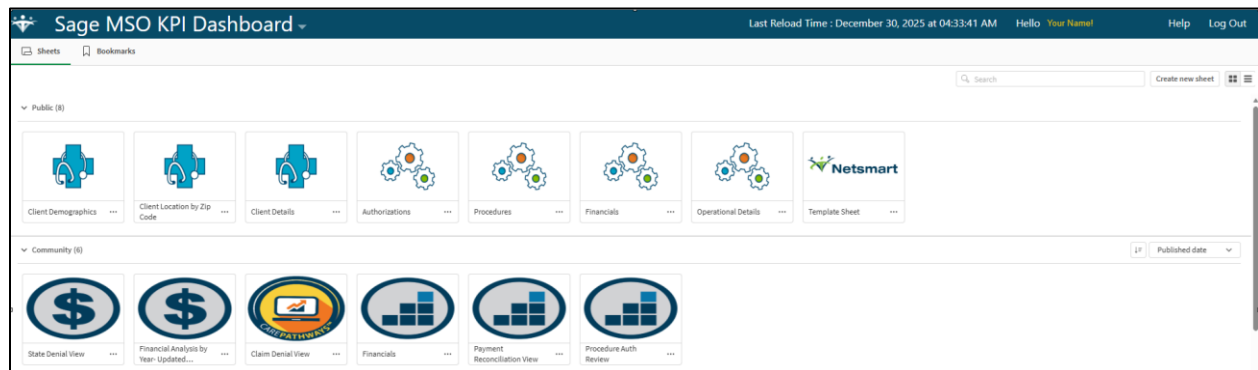 Sage MSO KPI Dashboard
Last Reload Time : December 30, 2025 at 04:33:41 AM
Hello Your Name!
Help
Log Out
Sheets
Bookmarks
Search
Create new sheet
Public (8)
Client Demographics
Client Location by Zip
Code
Client Details
Authorizations
Procedures
Financials
Operational Details
Netsmart
Template Sheet
Community (6)
Published date
State Denial View
Financial Analysis by
Year- Updated...
CAREPATHWAYS™
Claim Denial View
Financials
Payment
Reconciliation View
Procedure Auth
Review